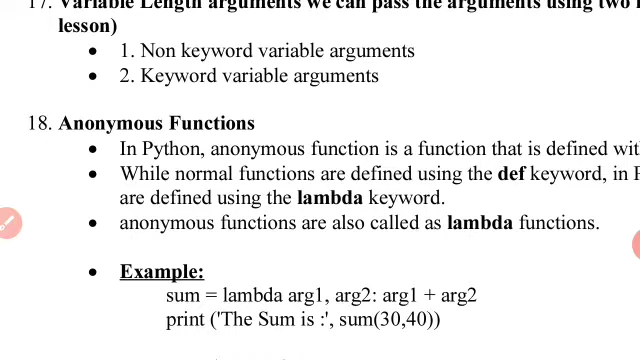 17. Variable Length arguments we can pass the arguments using two
lesson)
• 1. Non keyword variable arguments
• 2. Keyword variable arguments
18. Anonymous Functions
• In Python, anonymous function is a function that is defined
• While normal functions are defined using the def keyword, in
are defined using the lambda keyword.
• anonymous functions are also called as lambda functions.
• Example:
sum = lambda arg1, arg2: arg1 + arg2
print ('The Sum is :', sum(30,40))